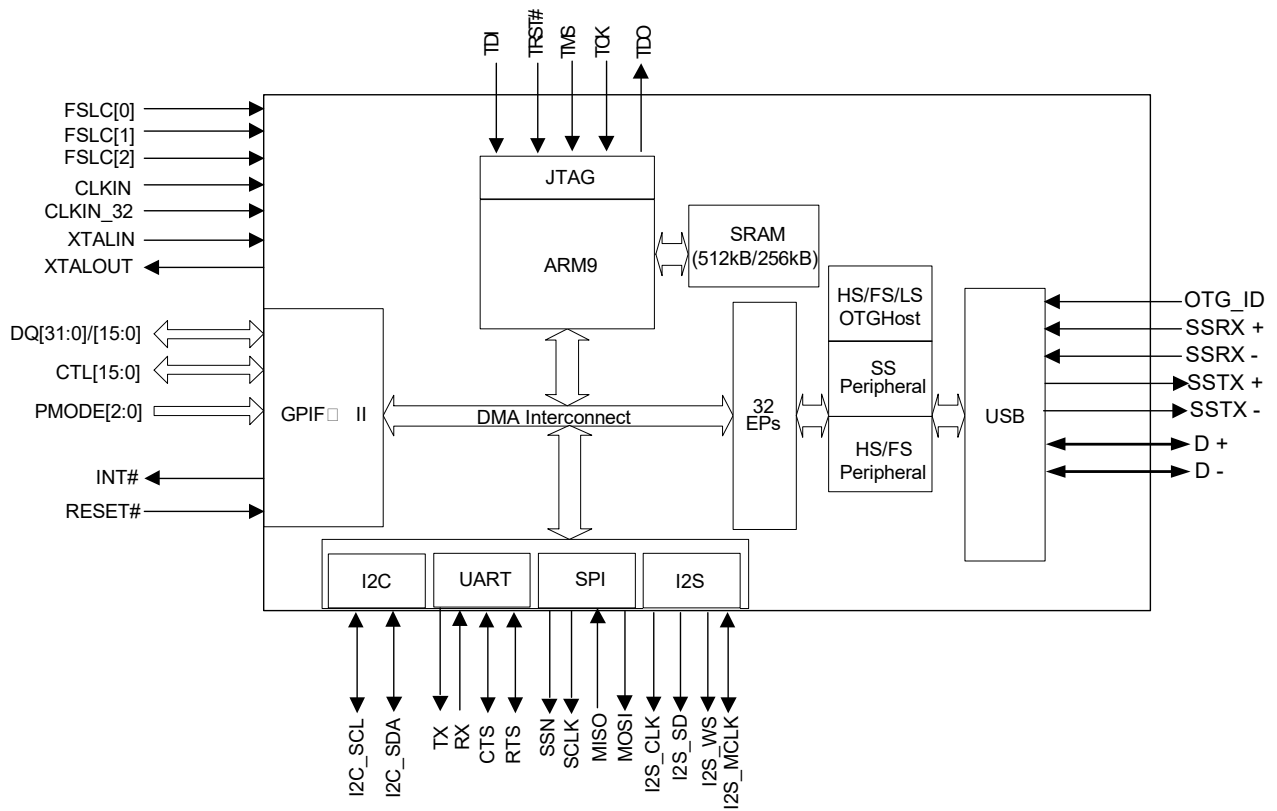 TDI
TRST#
TMS
TCK
TDO
FSLC[0]
FSLC[1]
FSLC[2]
CLKIN
CLKIN_32
XTALIN
XTALOUT
DQ[31:0]/[15:0]
CTL[15:0]
PMODE[2:0]
INT#
RESET#
JTAG
ARM9
SRAM
(512kB/256kB)
GPIF□ II
DMA Interconnect
32
EPs
HS/FS/LS
OTGHost
SS
Peripheral
HS/FS
Peripheral
USB
OTG_ID
SSRX +
SSRX -
SSTX +
SSTX -
D +
D -
I2C
UART
SPI
I2S
I2C_SCL
I2C_SDA
TX
RX
CTS
RTS
SSN
SCLK
MISO
MOSI
I2S_CLK
I2S_SD
I2S_WS
I2S_MCLK